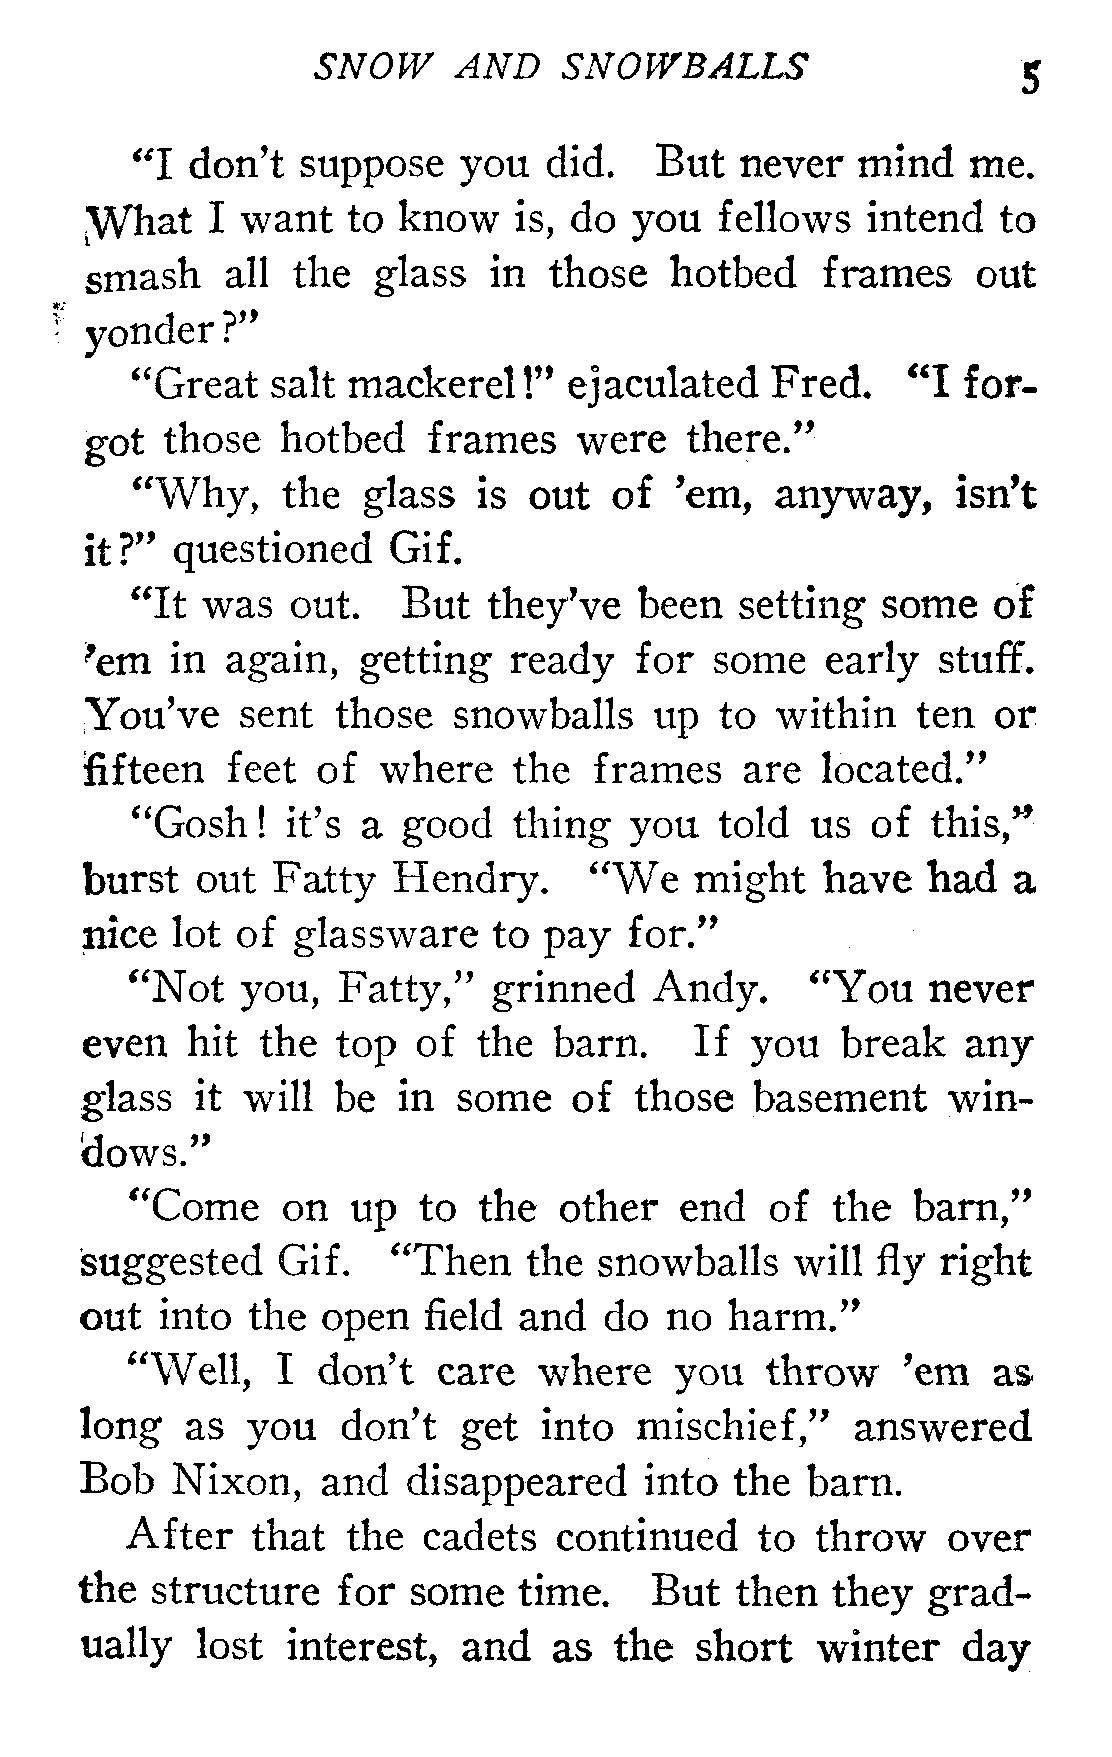 SNOW AND SNOWBALLS 5
“I don’t suppose you did. But never mind me.
What I want to know is, do you fellows intend to
smash all the glass in those hotbed frames out
yonder?”
“Great salt mackerel!” ejaculated Fred. “I for-
got those hotbed frames were there.”
“Why, the glass is out of ’em, anyway, isn’t
it?” questioned Gif.
“It was out. But they’ve been setting some of
’em in again, getting ready for some early stuff.
You’ve sent those snowballs up to within ten or
fifteen feet of where the frames are located.”
“Gosh! it’s a good thing you told us of this,”
burst out Fatty Hendry. “We might have had a
nice lot of glassware to pay for.”
“Not you, Fatty,” grinned Andy. “You never
even hit the top of the barn. If you break any
glass it will be in some of those basement win-
dows.”
“Come on up to the other end of the barn,”
suggested Gif. “Then the snowballs will fly right
out into the open field and do no harm.”
“Well, I don’t care where you throw ’em as
long as you don’t get into mischief,” answered
Bob Nixon, and disappeared into the barn.
After that the cadets continued to throw over
the structure for some time. But then they grad-
ually lost interest, and as the short winter day